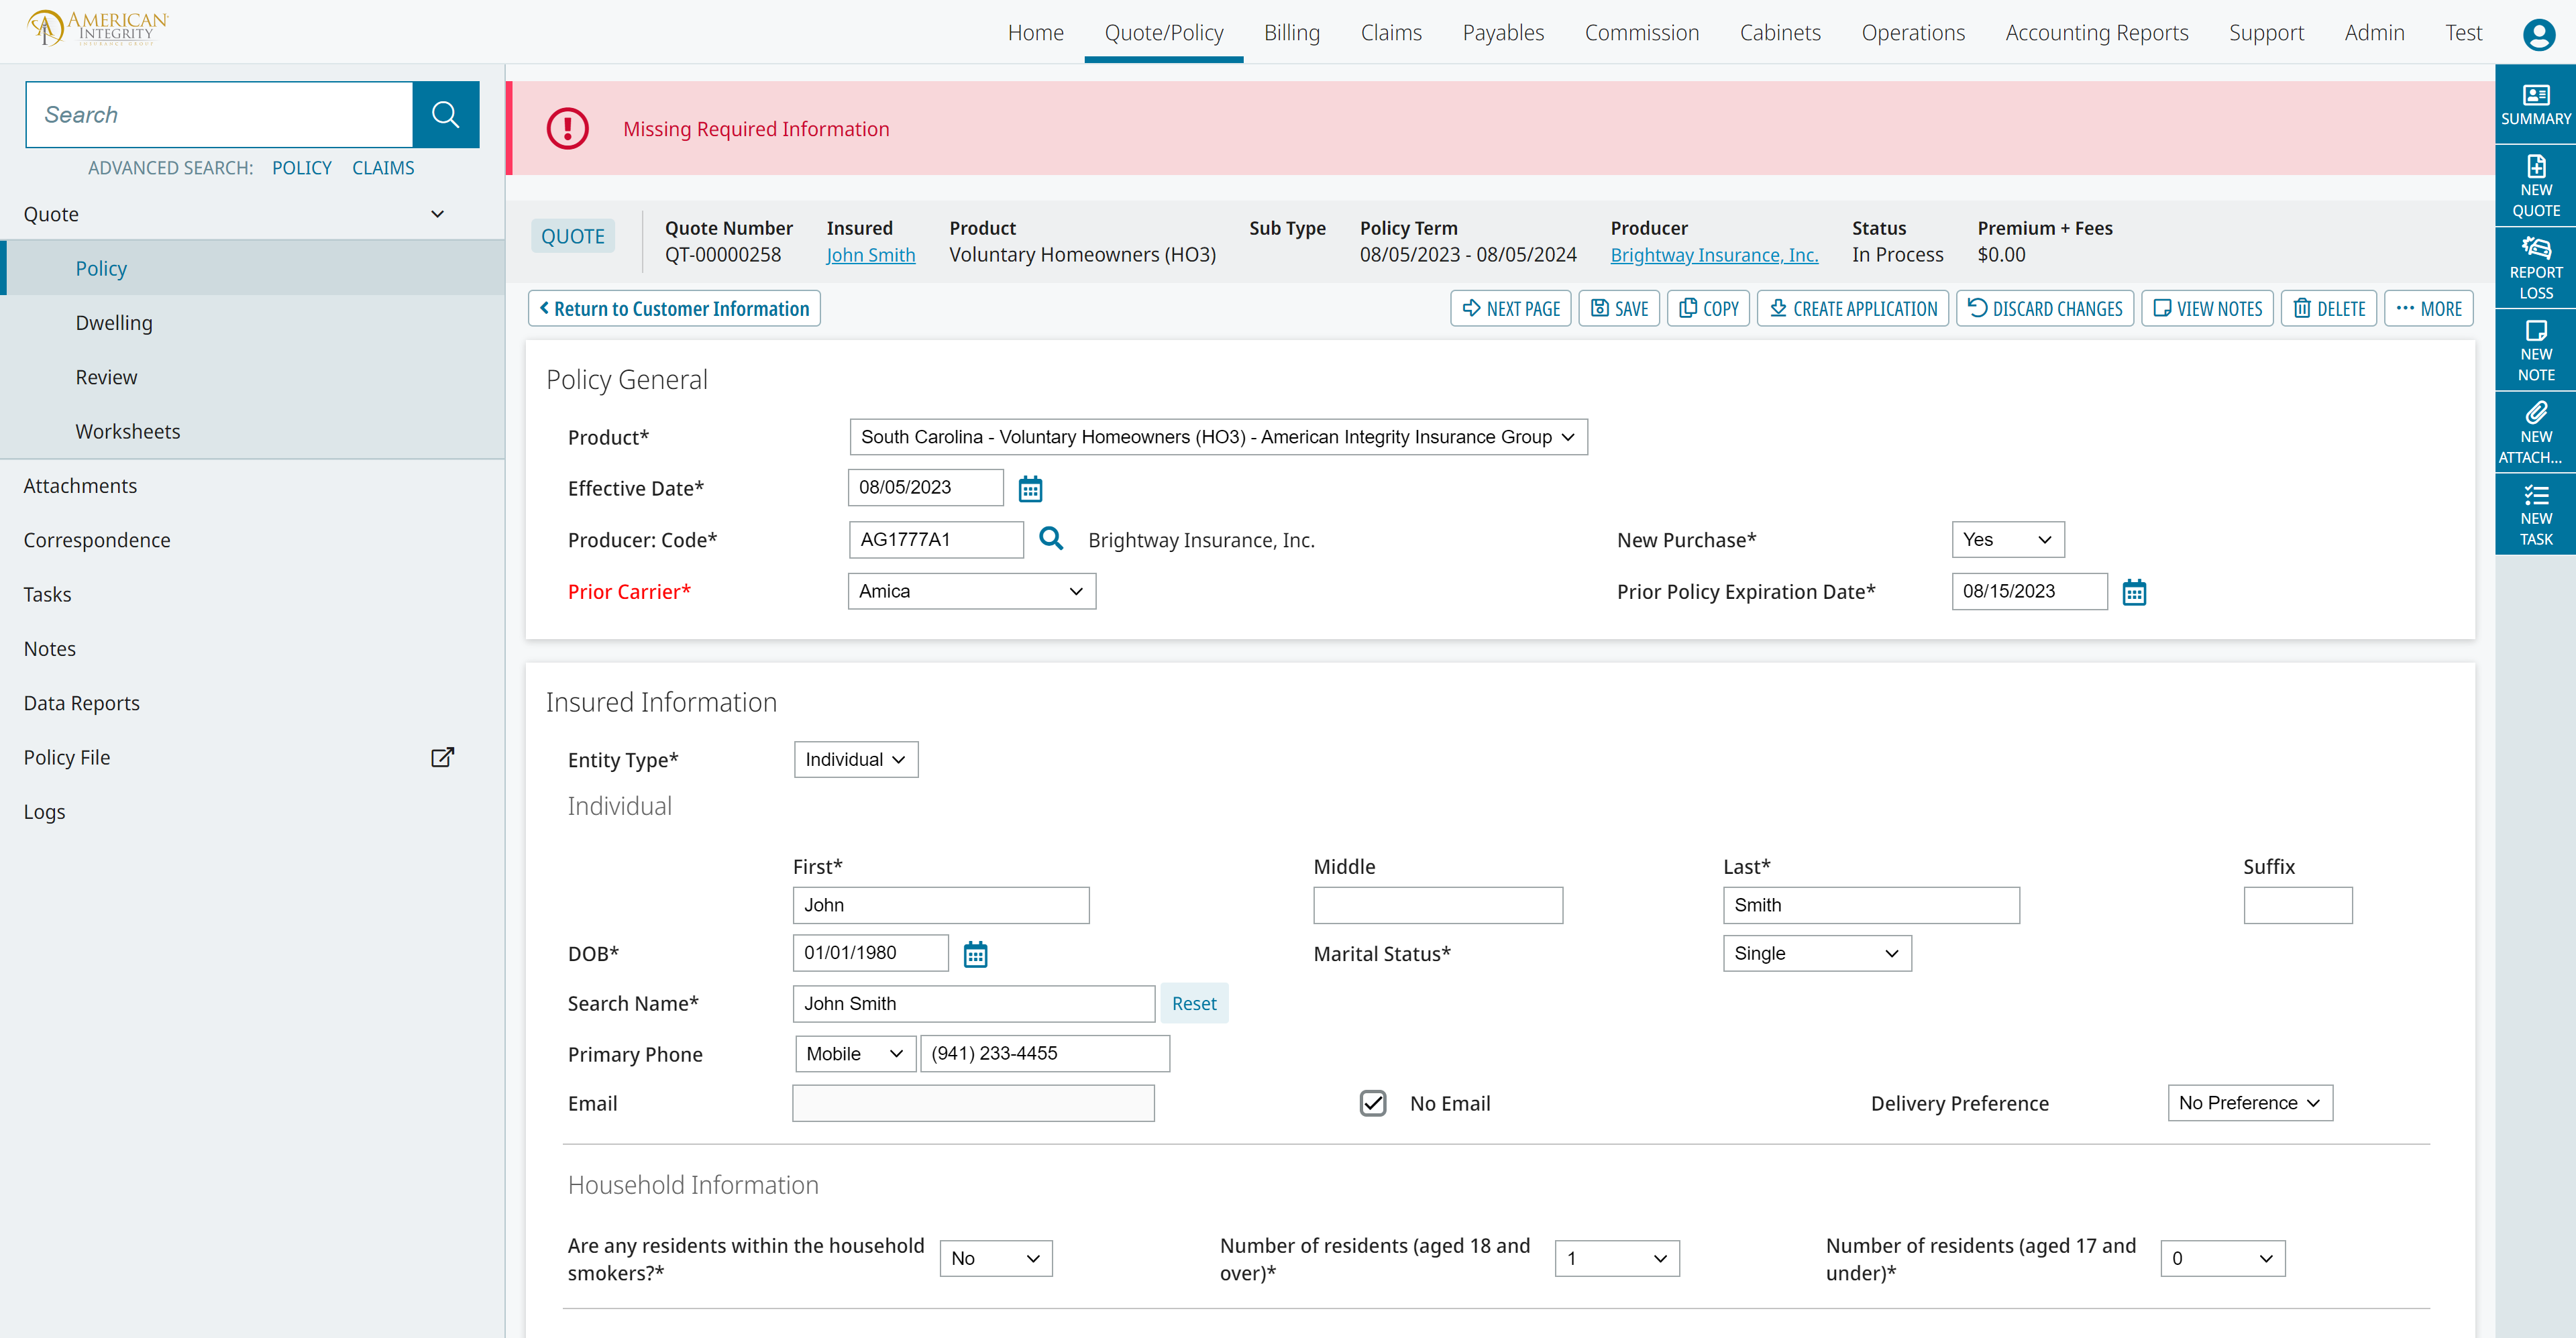 AMERICAN
INTEGRITY
INSURANCE GROUP
Home Quote/Policy Billing Claims Payables Commission Cabinets Operations Accounting Reports Support Admin Test
Search
ADVANCED SEARCH: POLICY CLAIMS
Quote
Policy
Dwelling
Review
Worksheets
Attachments
Correspondence
Tasks
Notes
Data Reports
Policy File
Logs
Missing Required Information
QUOTE
Quote Number Insured Product Sub Type Policy Term Producer Status Premium + Fees
QT-00000258 John Smith Voluntary Homeowners (HO3) 08/05/2023 - 08/05/2024 Brightway Insurance, Inc. In Process $0.00
Return to Customer Information NEXT PAGE SAVE COPY CREATE APPLICATION DISCARD CHANGES VIEW NOTES DELETE MORE
Policy General
Product* South Carolina - Voluntary Homeowners (HO3) - American Integrity Insurance Group
Effective Date* 08/05/2023
Producer: Code* AG1777A1 Brightway Insurance, Inc. New Purchase* Yes
Prior Carrier* Amica Prior Policy Expiration Date* 08/15/2023
Insured Information
Entity Type* Individual
Individual
First* Middle Last* Suffix
John Smith
DOB* 01/01/1980 Marital Status* Single
Search Name* John Smith Reset
Primary Phone Mobile (941) 233-4455
Email No Email Delivery Preference No Preference
Household Information
Are any residents within the household
smokers?* No
Number of residents (aged 18 and
over)* 1
Number of residents (aged 17 and
under)* 0
SUMMARY
NEW
QUOTE
REPORT
LOSS
NEW
NOTE
NEW
ATTACH...
NEW
TASK